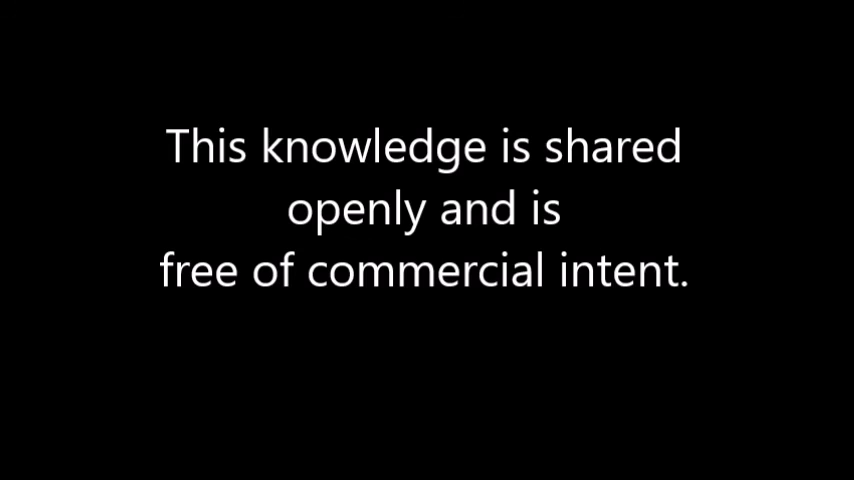 This knowledge is shared
openly and is
free of commercial intent.